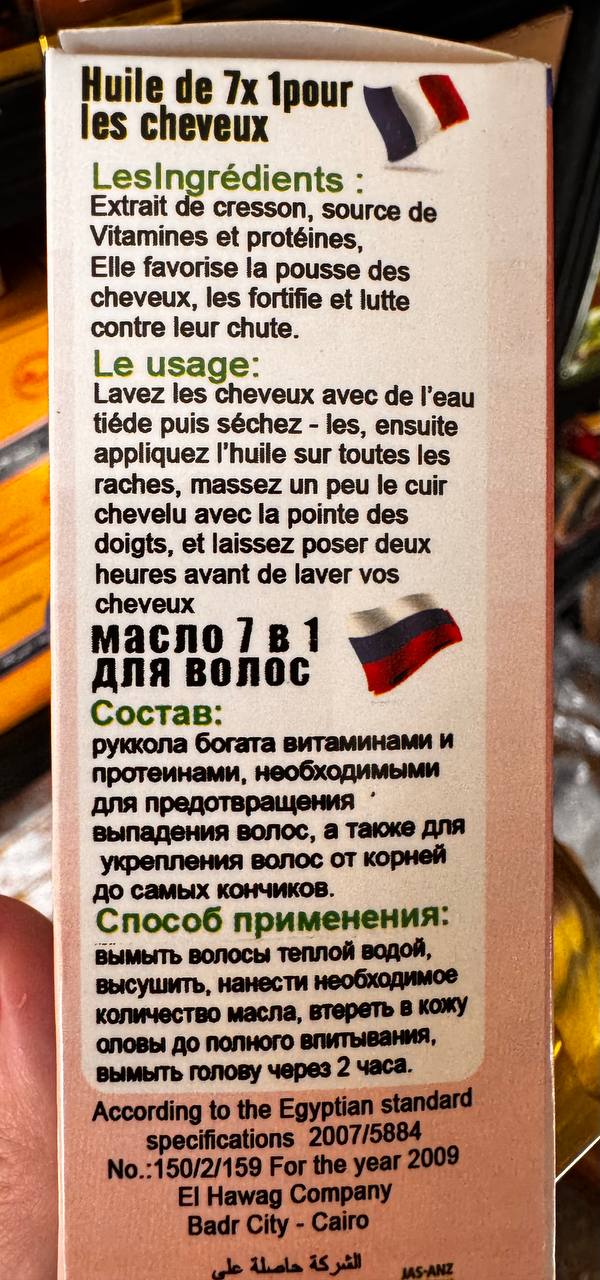 Huile de 7x 1pour
les cheveux
LesIngrédients :
Extrait de cresson, source de
Vitamines et protéines,
Elle favorise la pousse des
cheveux, les fortifie et lutte
contre leur chute.
Le usage:
Lavez les cheveux avec de l'eau
tiéde puis séchez - les, ensuite
appliquez l'huile sur toutes les
raches, massez un peu le cuir
chevelu avec la pointe des
doigts, et laissez poser deux
heures avant de laver vos
cheveux
масло 7 в 1
для волос
Состав:
руккола богата витаминами и
протеинами, необходимыми
для предотвращения
выпадения волос, а также для
укрепления волос от корней
до самых кончиков.
Способ применения:
вымыть волосы теплой водой,
высушить, нанести необходимое
количество масла, втереть в кожу
оловы до полного впитывания,
вымыть голову через 2 часа.
According to the Egyptian standard
specifications 2007/5884
No.:150/2/159 For the year 2009
El Hawag Company
Badr City - Cairo
الشركة حاصلة على
JAS-ANZ